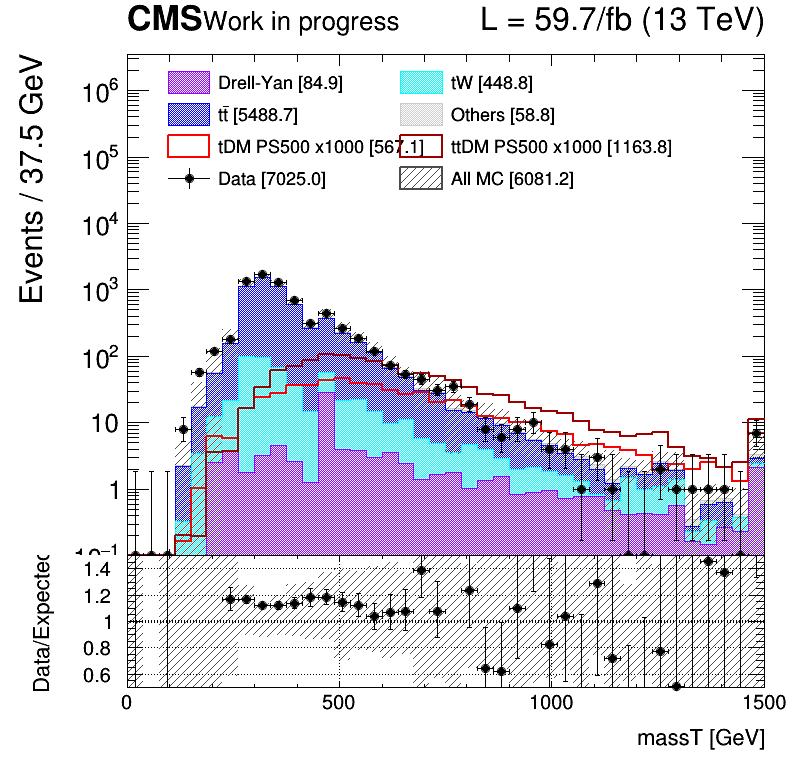 CMS Work in progress L = 59.7/fb (13 TeV)
Events / 37.5 GeV
10⁶
10⁵
10⁴
10³
10²
10
1
10⁻¹
Drell-Yan [84.9]
tW [448.8]
tt̄ [5488.7]
Others [58.8]
tDM PS500 x1000 [567.1]
ttDM PS500 x1000 [1163.8]
Data [7025.0]
All MC [6081.2]
Data/Expected
1.4
1.2
1
0.8
0.6
0 500 1000 1500
massT [GeV]